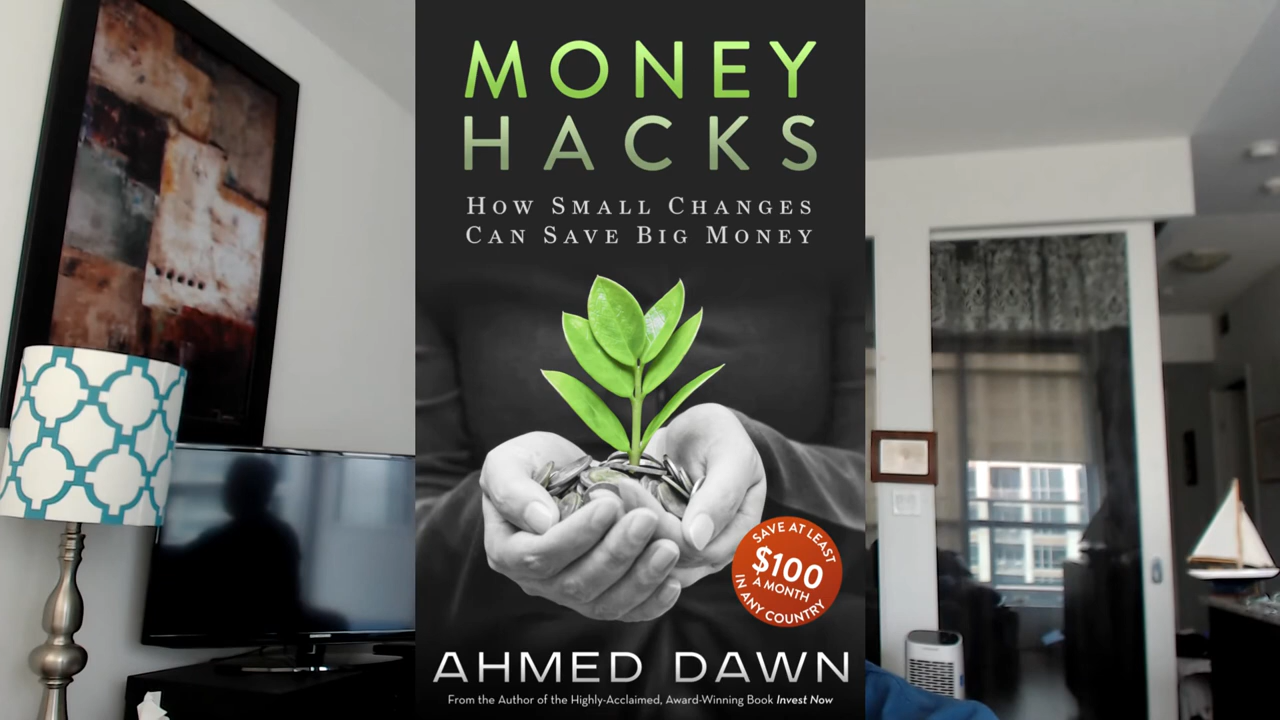 MONEY
HACKS
HOW SMALL CHANGES
CAN SAVE BIG MONEY
SAVE AT LEAST
$100
A MONTH
IN ANY COUNTRY
AHMED DAWN
From the Author of the Highly-Acclaimed, Award-Winning Book Invest Now